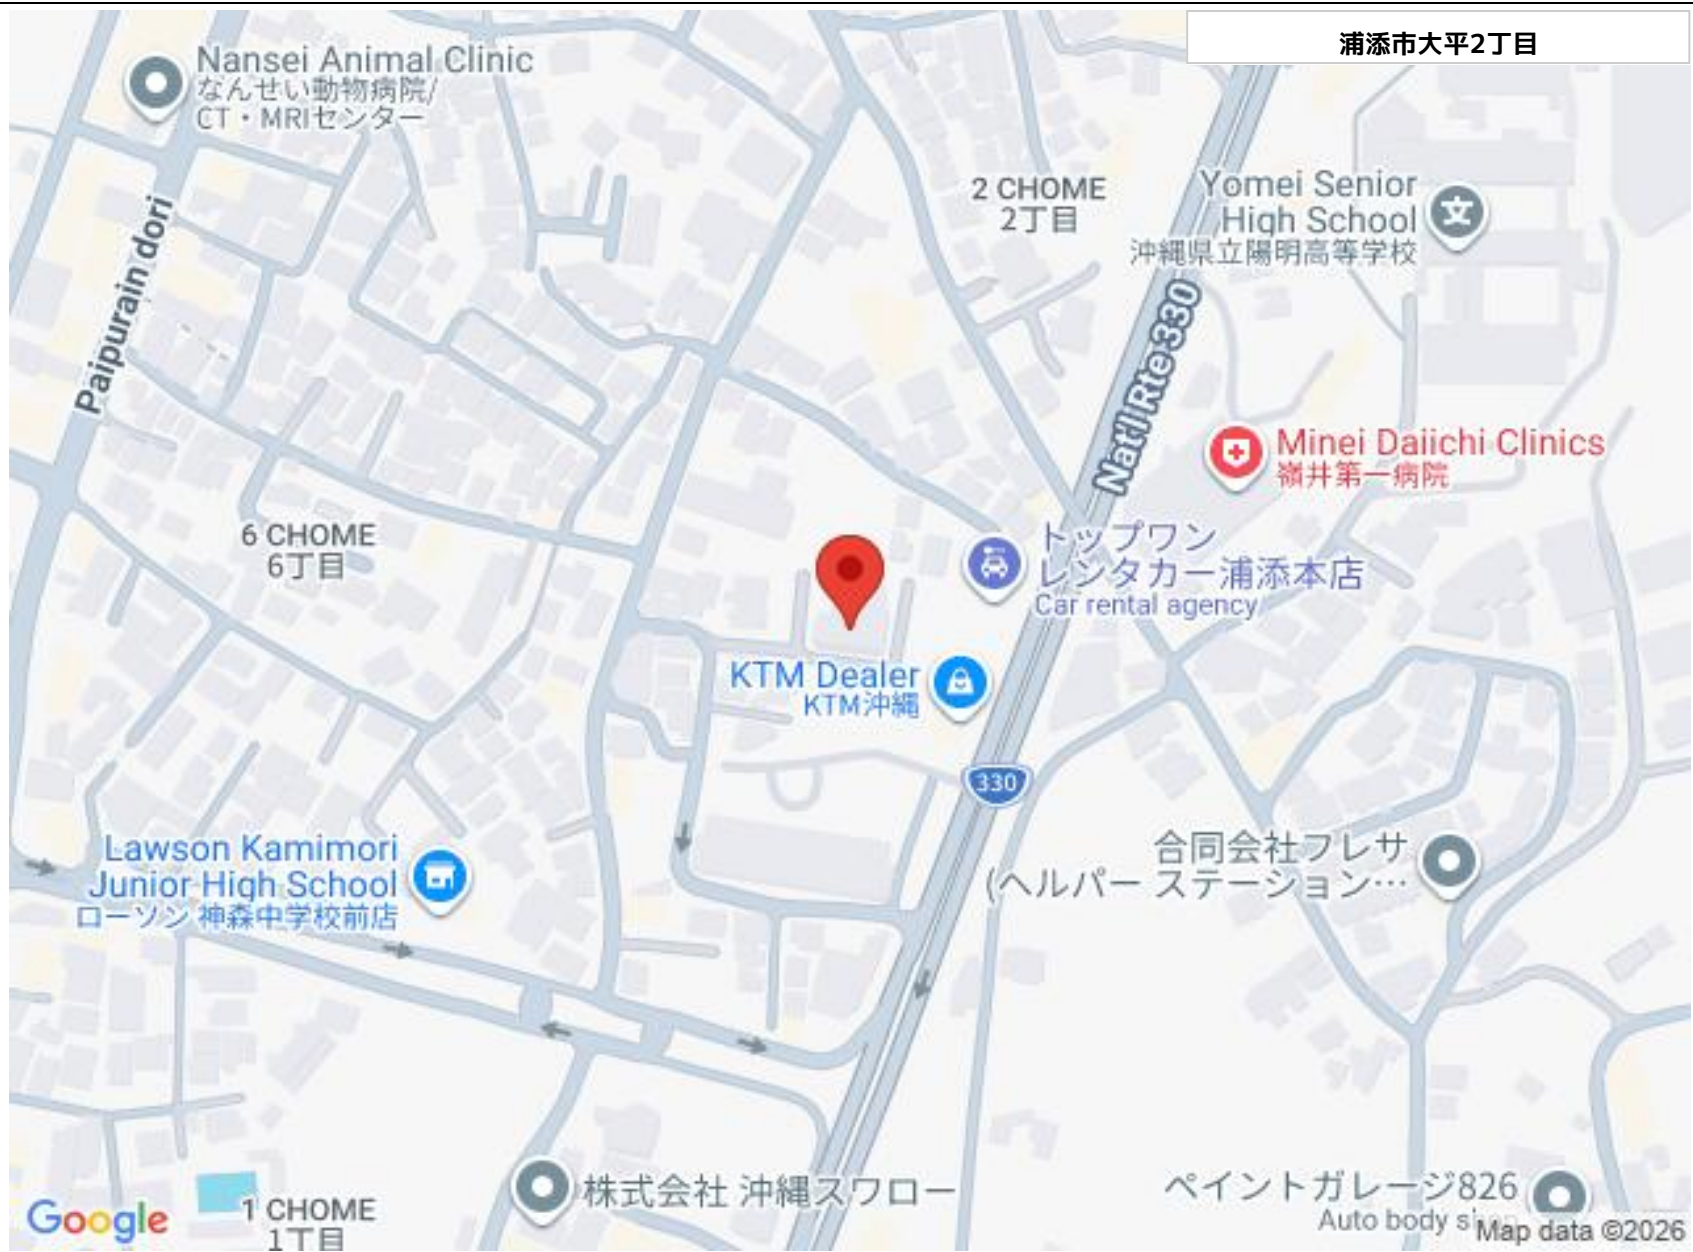 浦添市大平2丁目
Nansei Animal Clinic
なんせい動物病院/
CT・MRIセンター
2 CHOME
2丁目
Yomei Senior
High School
沖縄県立陽明高等学校
文
Paipurain dori
Nat'l Rte 330
Minei Daiichi Clinics
嶺井第一病院
6 CHOME
6丁目
トップワン
レンタカー浦添本店
Car rental agency
KTM Dealer
KTM沖縄
330
Lawson Kamimori
Junior High School
ローソン 神森中学校前店
合同会社フレサ
(ヘルパー ステーション…
株式会社 沖縄スワロー
ペイントガレージ826
Auto body
1 CHOME
1丁目
Google
Map data ©2026